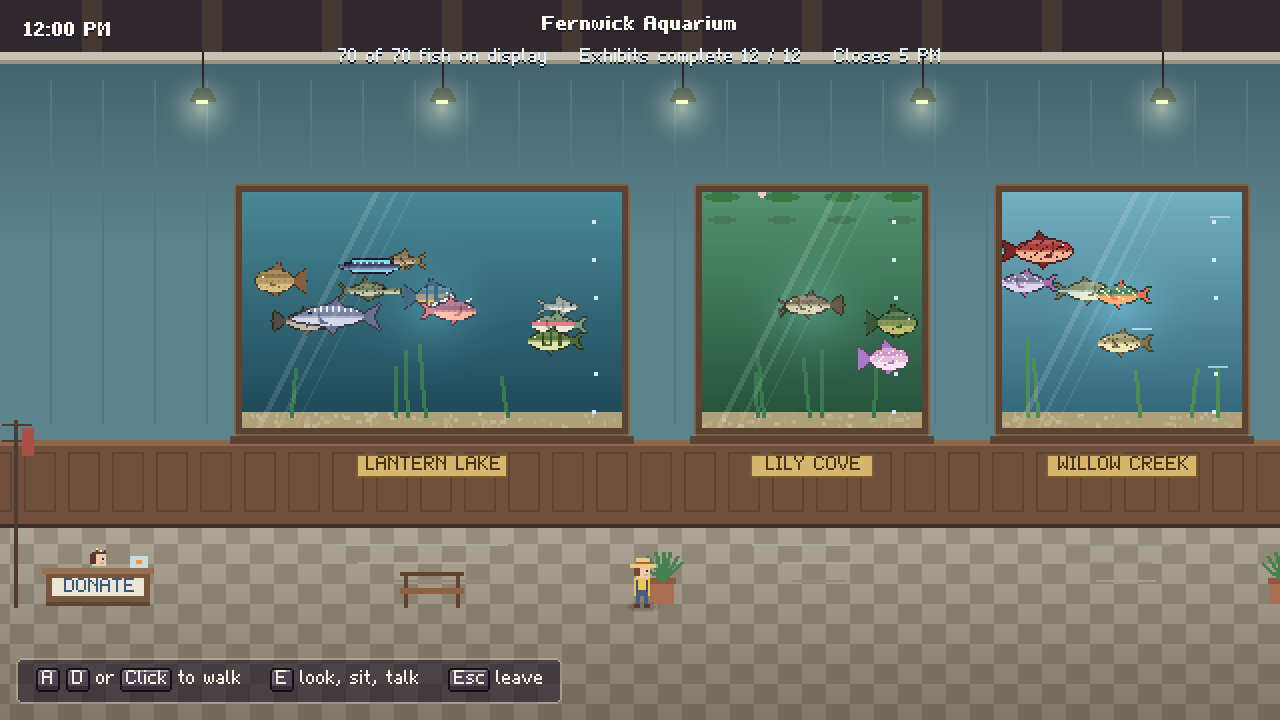 12:00 PM
Fernwick Aquarium
70 of 70 fish on display Exhibits complete 12 / 12 Closes 5 PM
LANTERN LAKE
LILY COVE
WILLOW CREEK
DONATE
A D or Click to walk E look, sit, talk Esc leave